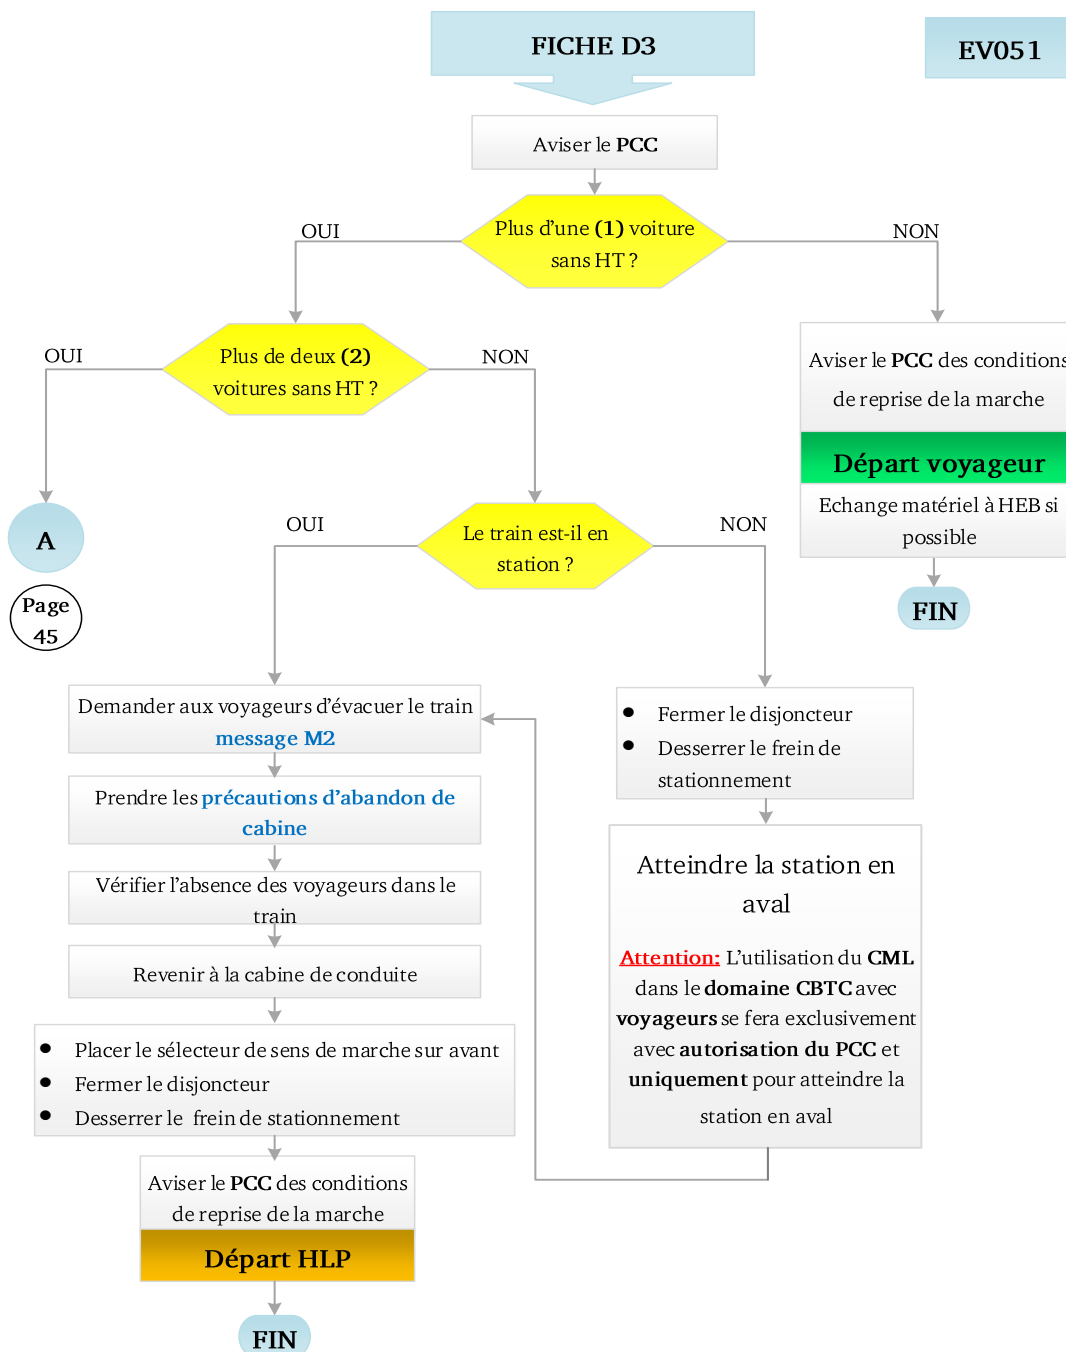 FICHE D3
EV051
Aviser le PCC
Plus d'une (1) voiture
sans HT ?
OUI
NON
Plus de deux (2)
voitures sans HT ?
OUI
NON
Aviser le PCC des conditions
de reprise de la marche
Départ voyageur
Echange matériel à HEB si
possible
FIN
A
Page
45
Le train est-il en
station ?
OUI
NON
Demander aux voyageurs d'évacuer le train
message M2
Prendre les précautions d'abandon de
cabine
Vérifier l'absence des voyageurs dans le
train
Revenir à la cabine de conduite
• Placer le sélecteur de sens de marche sur avant
• Fermer le disjoncteur
• Desserrer le frein de stationnement
Aviser le PCC des conditions
de reprise de la marche
Départ HLP
FIN
• Fermer le disjoncteur
• Desserrer le frein de
stationnement
Atteindre la station en
aval
Attention: L'utilisation du CML
dans le domaine CBTC avec
voyageurs se fera exclusivement
avec autorisation du PCC et
uniquement pour atteindre la
station en aval